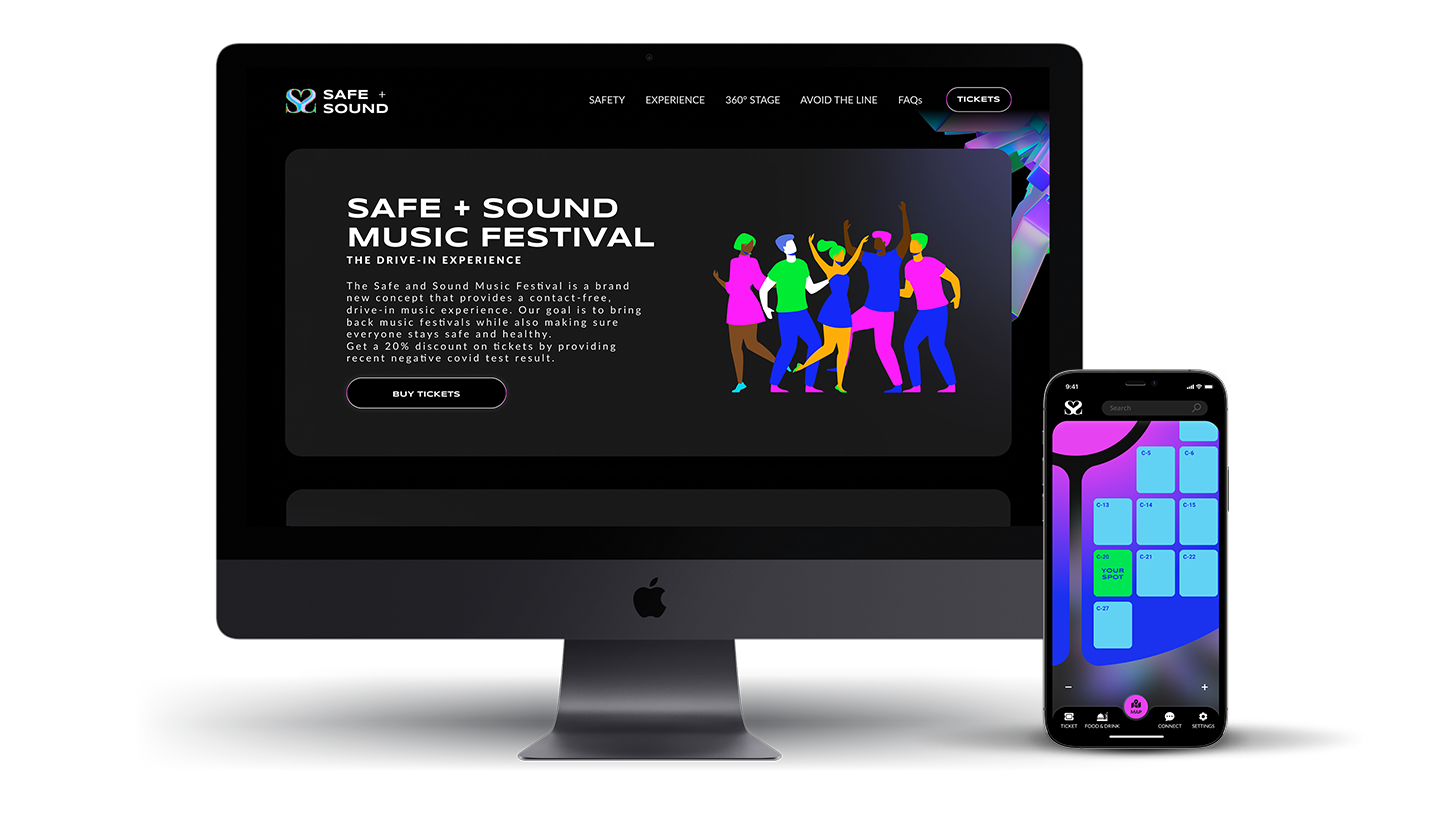 SAFE +
SOUND
SAFETY
EXPERIENCE
360° STAGE
AVOID THE LINE
FAQs
TICKETS
SAFE + SOUND
MUSIC FESTIVAL
THE DRIVE-IN EXPERIENCE
The Safe and Sound Music Festival is a brand
new concept that provides a contact-free,
drive-in music experience. Our goal is to bring
back music festivals while also making sure
everyone stays safe and healthy.
Get a 20% discount on tickets by providing
recent negative covid test result.
BUY TICKETS
9:41
Search
C-5
C-6
C-13
C-14
C-15
C-20
YOUR
SPOT
C-21
C-22
C-27
−
+
TICKET
FOOD & DRINK
MAP
CONNECT
SETTINGS